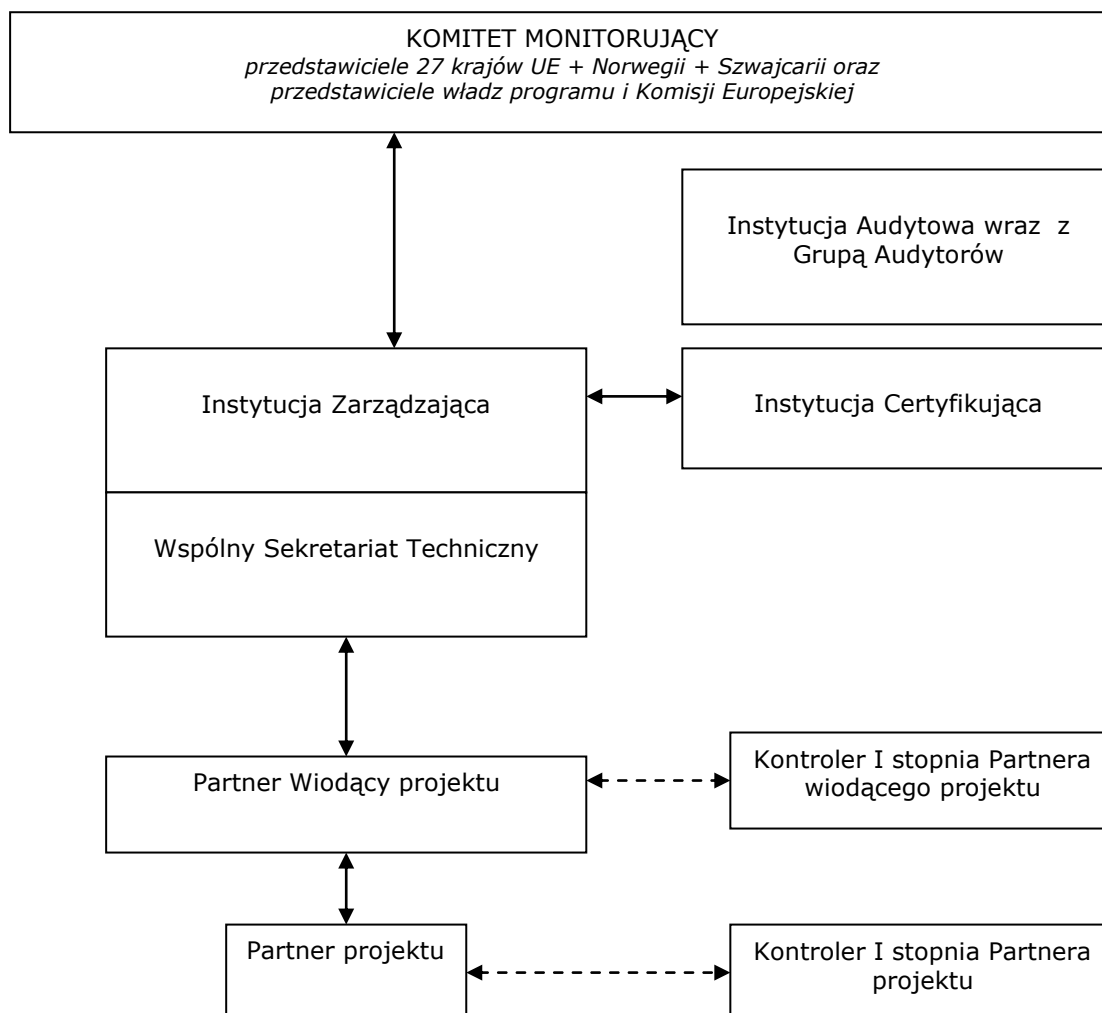 KOMITET MONITORUJĄCY
przedstawiciele 27 krajów UE + Norwegii + Szwajcarii oraz
przedstawiciele władz programu i Komisji Europejskiej
Instytucja Audytowa wraz z
Grupą Audytorów
Instytucja Zarządzająca
Instytucja Certyfikująca
Wspólny Sekretariat Techniczny
Partner Wiodący projektu
Kontroler I stopnia Partnera
wiodącego projektu
Partner projektu
Kontroler I stopnia Partnera
projektu